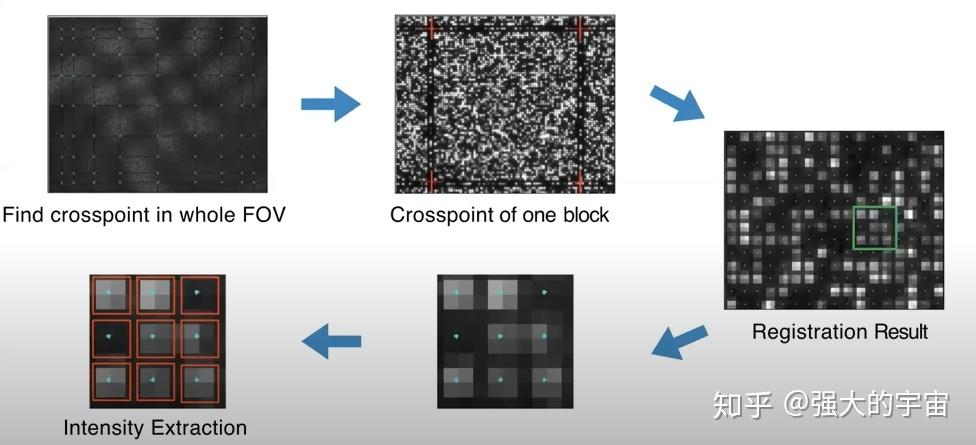 Find crosspoint in whole FOV
Crosspoint of one block
Registration Result
Intensity Extraction
知乎 @强大的宇宙